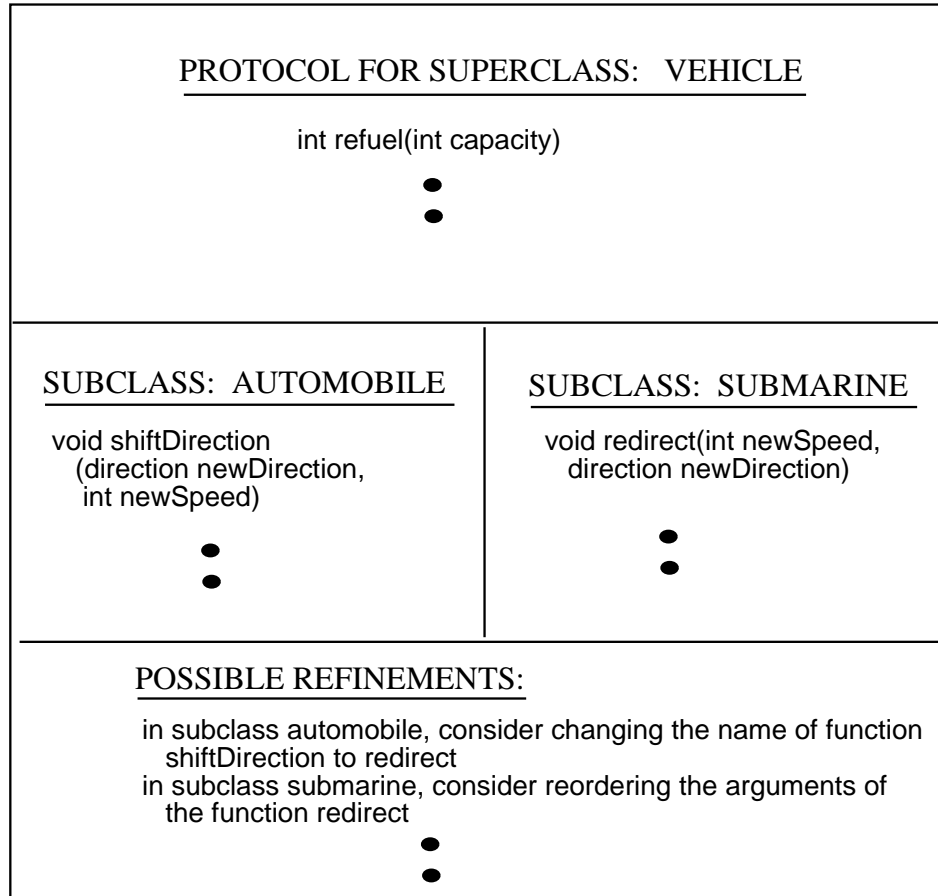 PROTOCOL FOR SUPERCLASS: VEHICLE
int refuel(int capacity)
SUBCLASS: AUTOMOBILE
void shiftDirection
(direction newDirection,
int newSpeed)
SUBCLASS: SUBMARINE
void redirect(int newSpeed,
direction newDirection)
POSSIBLE REFINEMENTS:
in subclass automobile, consider changing the name of function
shiftDirection to redirect
in subclass submarine, consider reordering the arguments of
the function redirect